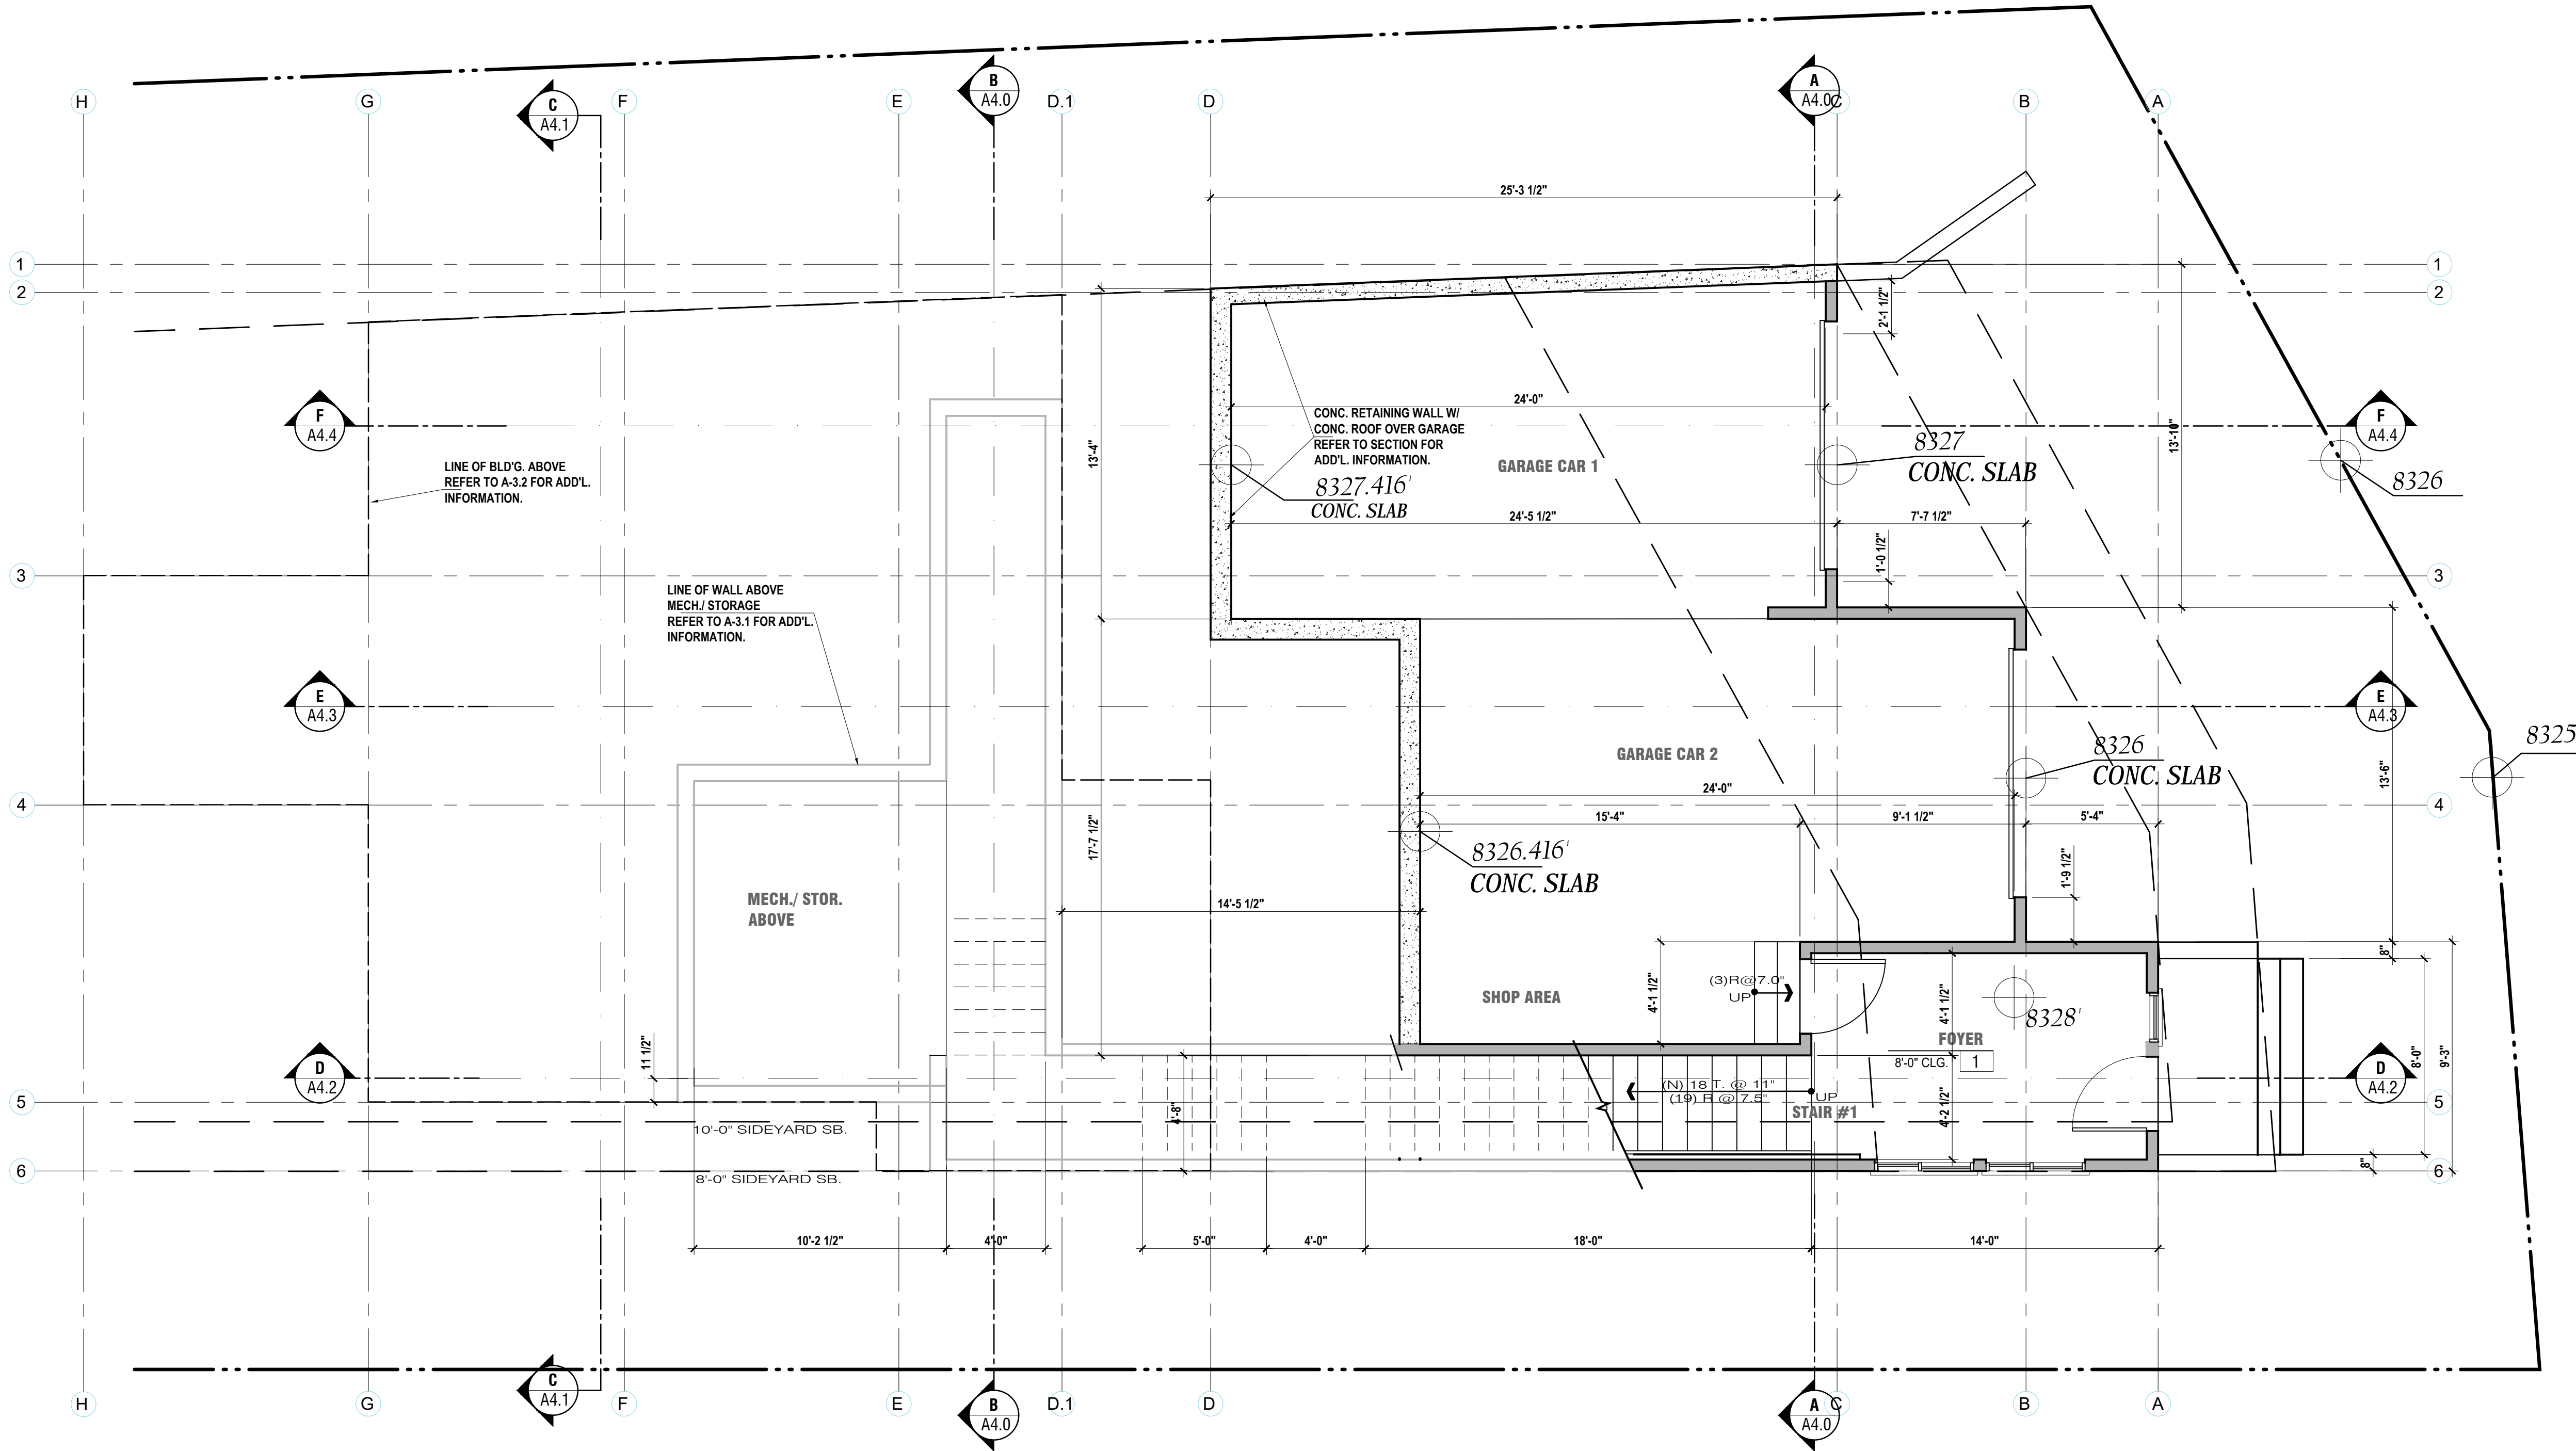 B
A4.0
A
A4.0
C
A4.1
H
G
F
E
D.1
D
C
B
A
25'-3 1/2"
1
1
2
2
2'-1 1/2"
24'-0"
CONC. RETAINING WALL W/
CONC. ROOF OVER GARAGE
REFER TO SECTION FOR
ADD'L. INFORMATION.
F
A4.4
F
A4.4
13'-4"
13'-10"
8327
CONC. SLAB
GARAGE CAR 1
LINE OF BLD'G. ABOVE
REFER TO A-3.2 FOR ADD'L.
INFORMATION.
8326
8327.416'
CONC. SLAB
24'-5 1/2"
7'-7 1/2"
1'-0 1/2"
3
3
LINE OF WALL ABOVE
MECH./ STORAGE
REFER TO A-3.1 FOR ADD'L.
INFORMATION.
E
A4.3
E
A4.3
8325
8326
CONC. SLAB
GARAGE CAR 2
13'-6"
24'-0"
4
4
15'-4"
9'-1 1/2"
5'-4"
17'-7 1/2"
8326.416'
CONC. SLAB
1'-9 1/2"
MECH./ STOR.
ABOVE
14'-5 1/2"
8"
(3)R@7.0"
UP
4'-1 1/2"
4'-1 1/2"
SHOP AREA
8328'
FOYER
8'-0" CLG.
1
11 1/2"
8'-0"
9'-3"
D
A4.2
D
A4.2
(N) 18 T. @ 11"
(19) R @ 7.5"
UP
STAIR #1
5
5
4'-8"
4'-2 1/2"
10'-0" SIDEYARD SB.
8"
6
6
8'-0" SIDEYARD SB.
10'-2 1/2"
4'-0"
5'-0"
4'-0"
18'-0"
14'-0"
C
A4.1
B
A4.0
A
A4.0
H
G
F
E
D.1
D
C
B
A